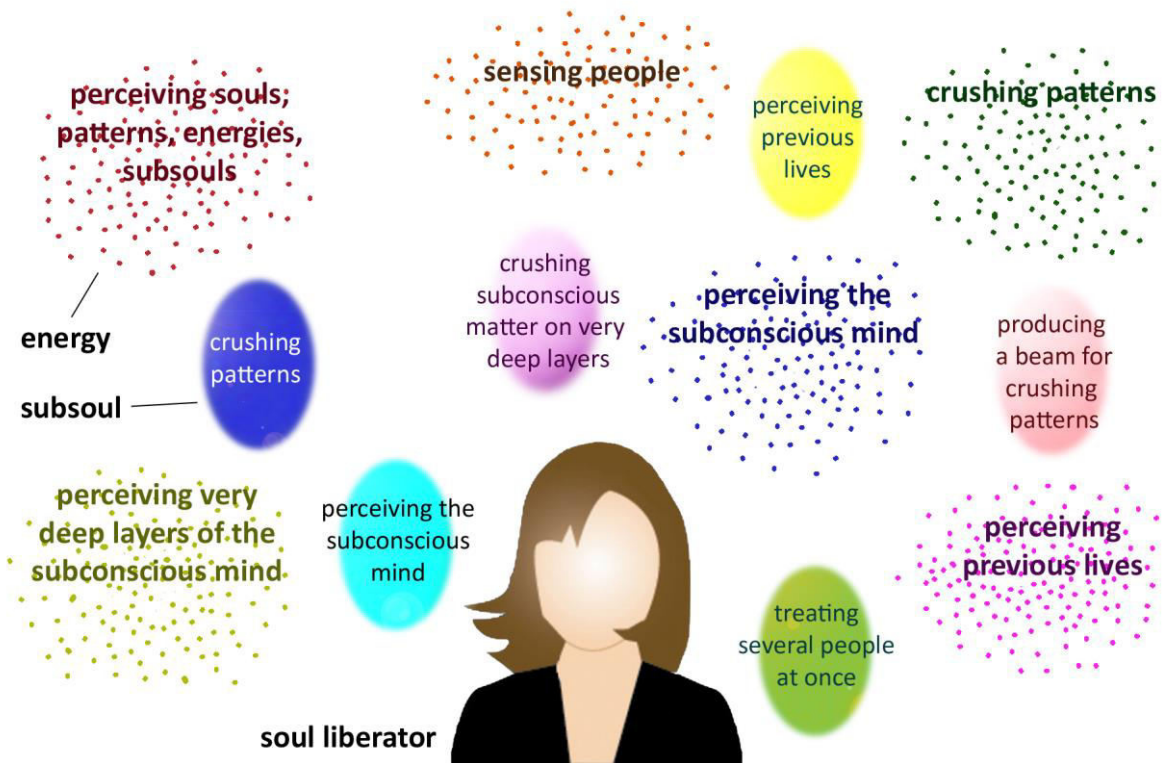 perceiving souls,
patterns, energies,
subsouls
sensing people
perceiving
previous
lives
crushing patterns
energy
subsoul
crushing
patterns
crushing
subconscious
matter on very
deep layers
perceiving the
subconscious mind
producing
a beam for
crushing
patterns
perceiving very
deep layers of the
subconscious mind
perceiving the
subconscious
mind
treating
several people
at once
perceiving
previous lives
soul liberator